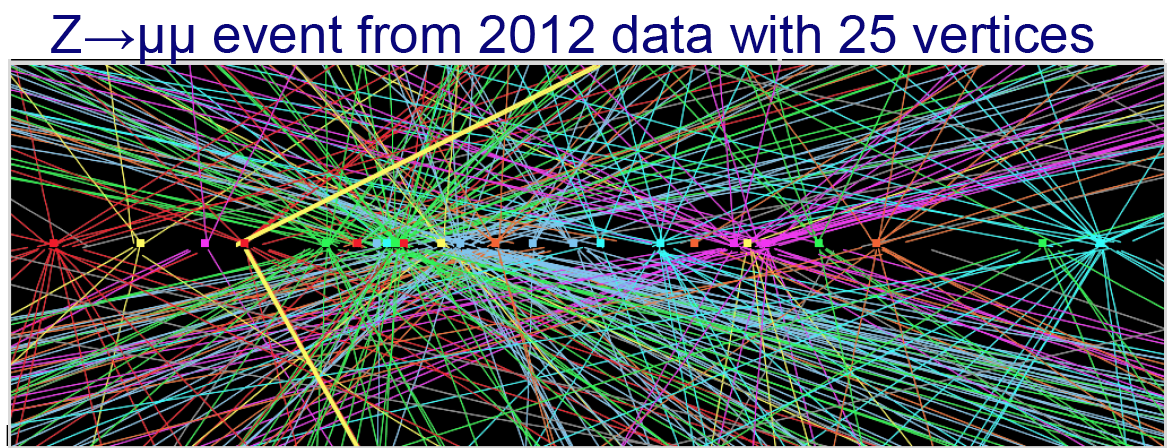 Z→μμ event from 2012 data with 25 vertices